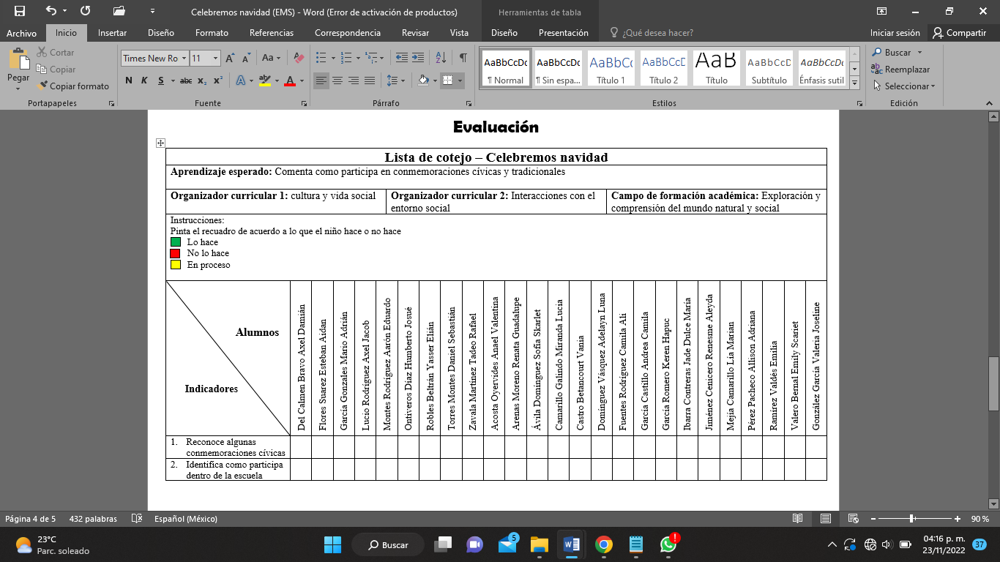 Celebremos navidad (EMS) - Word (Error de activación de productos)
Herramientas de tabla
Archivo Inicio Insertar Diseño Formato Referencias Correspondencia Revisar Vista Diseño Presentación ¿Qué desea hacer? Iniciar sesión Compartir
Pegar
Cortar
Copiar
Copiar formato
Portapapeles
Times New Ro 11
N K S abc x₂ x²
Fuente
Párrafo
AaBbCcDc AaBbCcDc AaBbC AaBbCcD AaB AaBbCcD AaBbCcDc
¶ Normal ¶ Sin espa... Título 1 Título 2 Título Subtítulo Énfasis sutil
Estilos
Buscar
Reemplazar
Seleccionar
Edición
Evaluación
Lista de cotejo – Celebremos navidad
Aprendizaje esperado: Comenta como participa en conmemoraciones cívicas y tradicionales
Organizador curricular 1: cultura y vida social
Organizador curricular 2: Interacciones con el
entorno social
Campo de formación académica: Exploración y
comprensión del mundo natural y social
Instrucciones:
Pinta el recuadro de acuerdo a lo que el niño hace o no hace
Lo hace
No lo hace
En proceso
Alumnos
Indicadores
Del Calmen Bravo Axel Damián
Flores Suarez Esteban Aidan
García Gonzales Mario Adrián
Lucio Rodríguez Axel Jacob
Montes Rodríguez Aarón Eduardo
Ontiveros Díaz Humberto Josué
Robles Beltrán Yasser Elián
Torres Montes Daniel Sebastián
Zavala Martínez Tadeo Rafael
Acosta Oyervides Anael Valentina
Arenas Moreno Renata Guadalupe
Ávila Domínguez Sofía Skarlet
Camarillo Galindo Miranda Lucia
Castro Betancourt Vania
Domínguez Vásquez Adelayn Luna
Fuentes Rodríguez Camila Alí
García Castillo Andrea Camila
García Romero Keren Hapuc
Ibarra Contreras Jade Dulce María
Jiménez Cenicero Renesme Aleyda
Mejía Camarillo Lía Marian
Pérez Pacheco Allison Adriana
Ramírez Valdés Emilia
Valero Bernal Emily Scariet
González García Valeria Joseline
1. Reconoce algunas
conmemoraciones cívicas
2. Identifica como participa
dentro de la escuela
Página 4 de 5 432 palabras Español (México) 90 %
23°C
Parc. soleado
Buscar
5
04:16 p. m.
23/11/2022
37